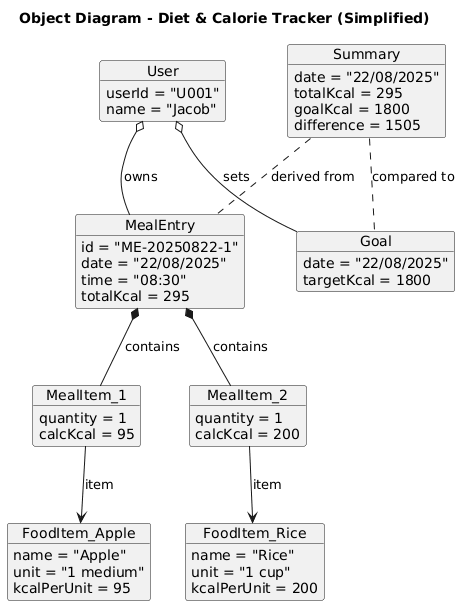 Object Diagram - Diet & Calorie Tracker (Simplified)
Summary
date = "22/08/2025"
totalKcal = 295
goalKcal = 1800
difference = 1505
User
userId = "U001"
name = "Jacob"
owns
sets
derived from
compared to
MealEntry
id = "ME-20250822-1"
date = "22/08/2025"
time = "08:30"
totalKcal = 295
Goal
date = "22/08/2025"
targetKcal = 1800
contains
contains
MealItem_1
quantity = 1
calcKcal = 95
MealItem_2
quantity = 1
calcKcal = 200
item
item
FoodItem_Apple
name = "Apple"
unit = "1 medium"
kcalPerUnit = 95
FoodItem_Rice
name = "Rice"
unit = "1 cup"
kcalPerUnit = 200